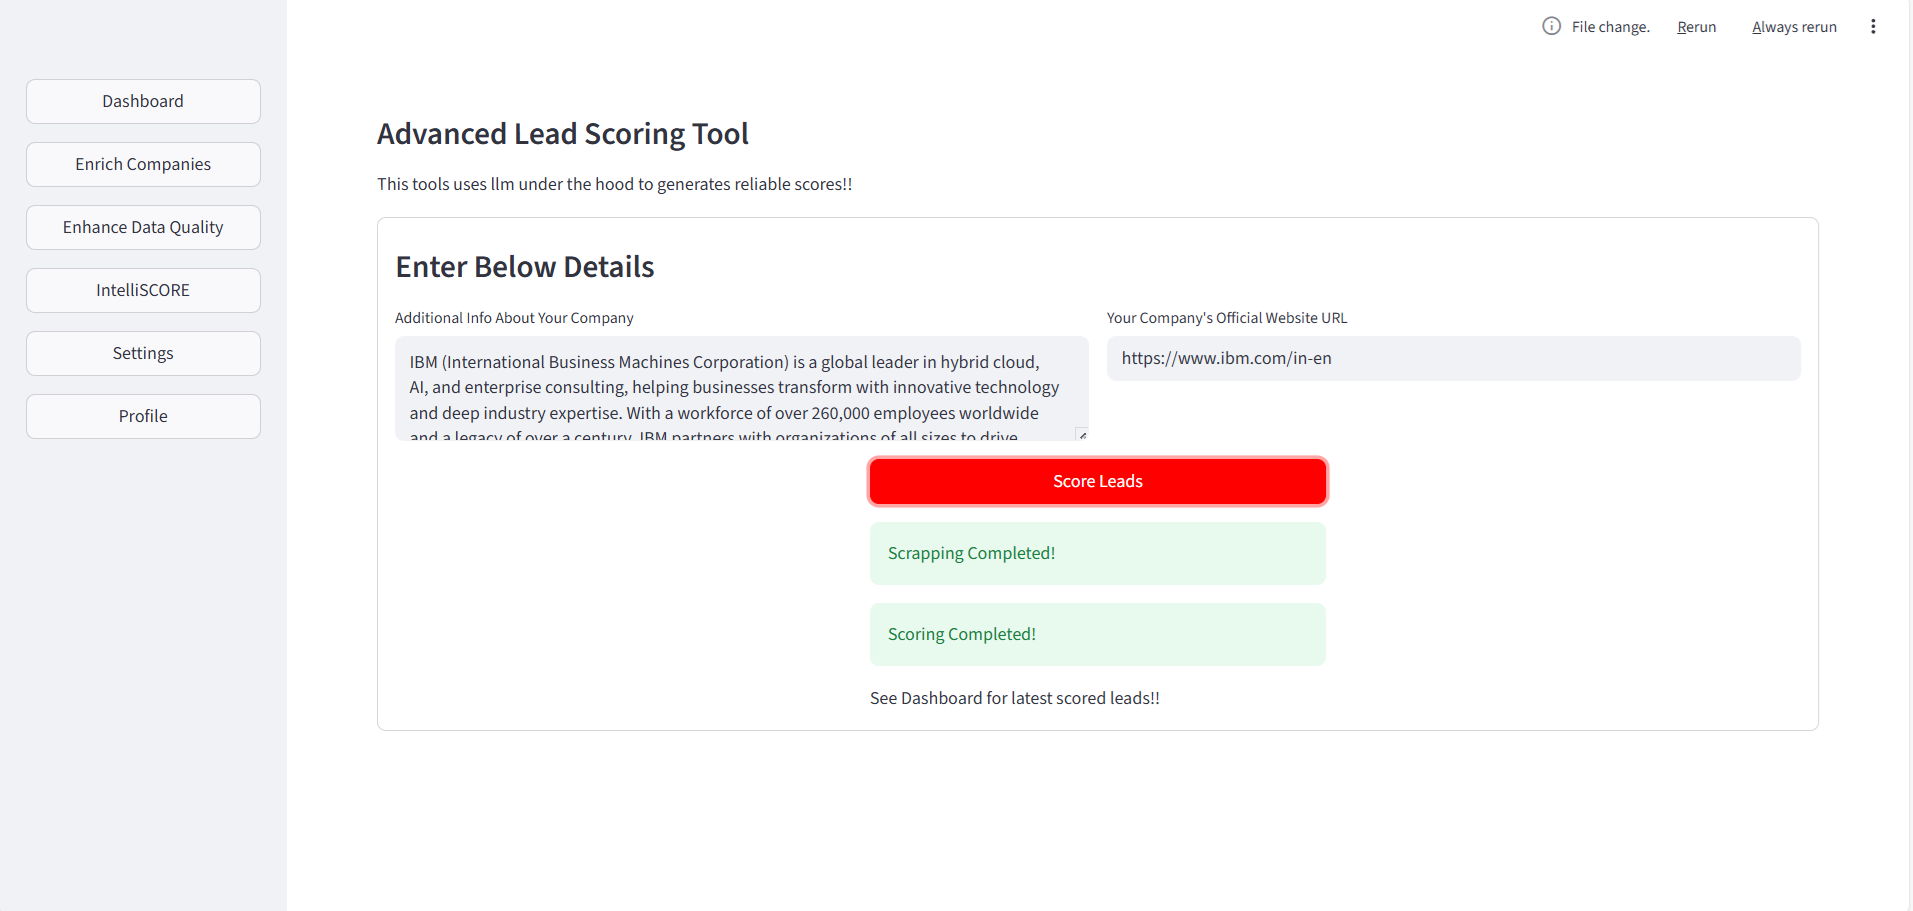 File change.
Rerun
Always rerun
Dashboard
Enrich Companies
Enhance Data Quality
IntelliSCORE
Settings
Profile
Advanced Lead Scoring Tool
This tools uses llm under the hood to generates reliable scores!!
Enter Below Details
Additional Info About Your Company
IBM (International Business Machines Corporation) is a global leader in hybrid cloud,
AI, and enterprise consulting, helping businesses transform with innovative technology
and deep industry expertise. With a workforce of over 260,000 employees worldwide
and a legacy of over a century, IBM partners with organizations of all sizes to drive
Your Company's Official Website URL
https://www.ibm.com/in-en
Score Leads
Scrapping Completed!
Scoring Completed!
See Dashboard for latest scored leads!!